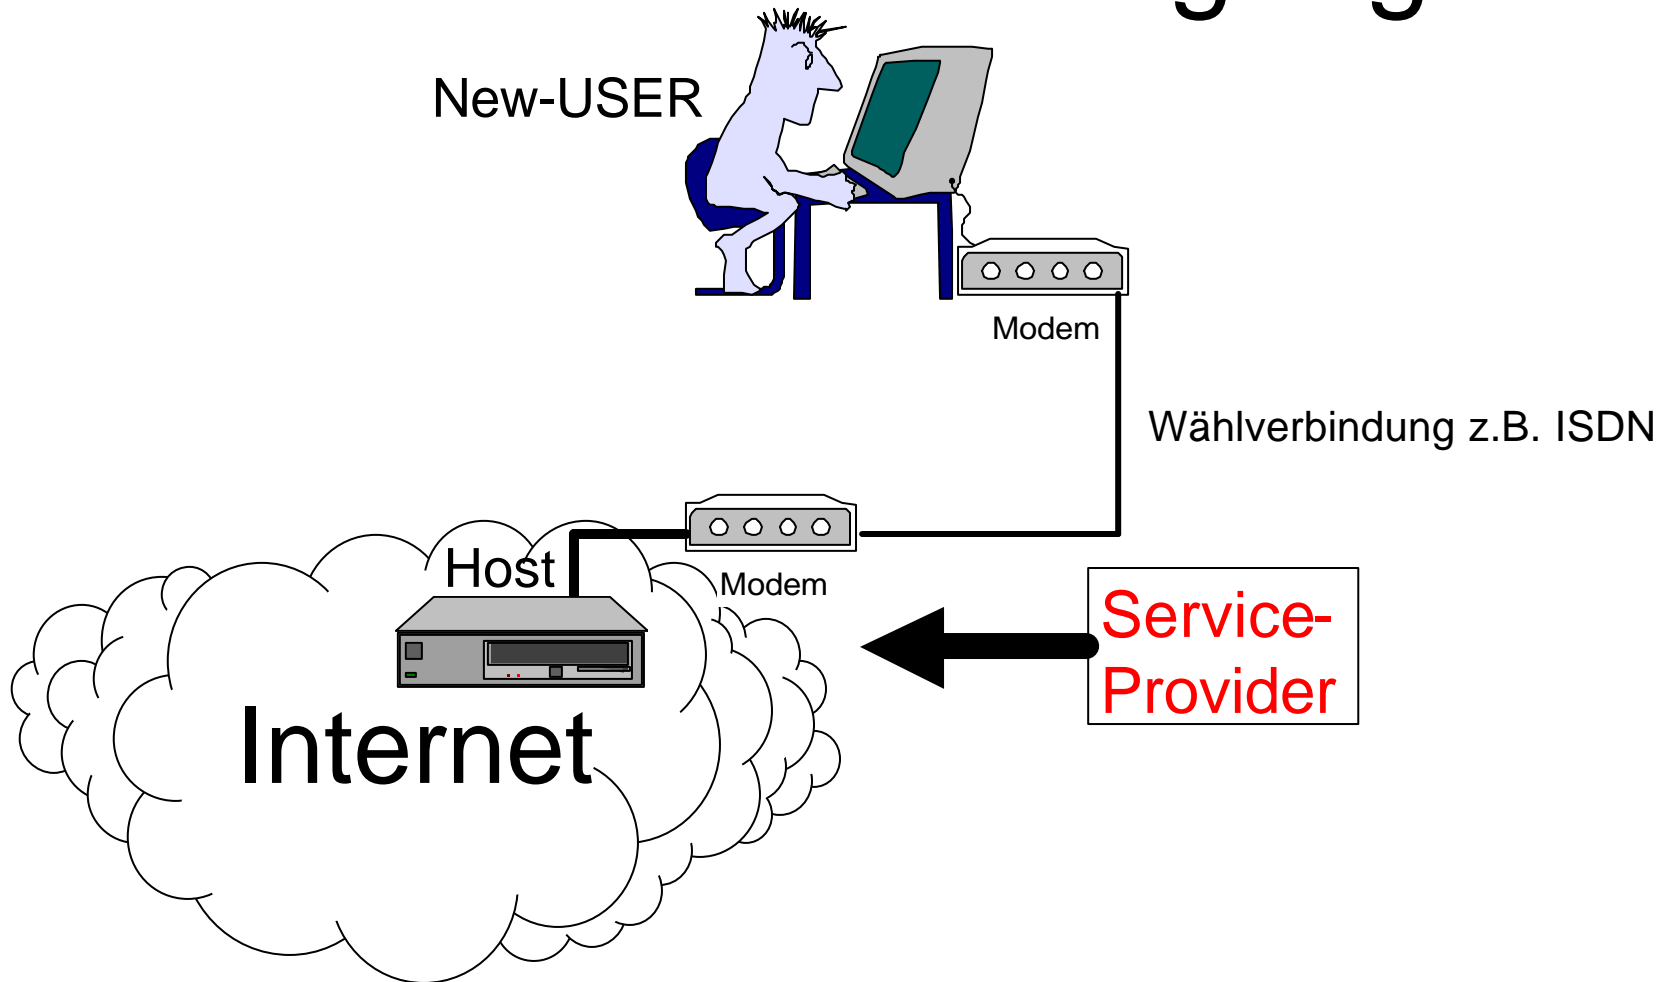 New-USER
Modem
Wählverbindung z.B. ISDN
Host
Modem
Service-
Provider
Internet